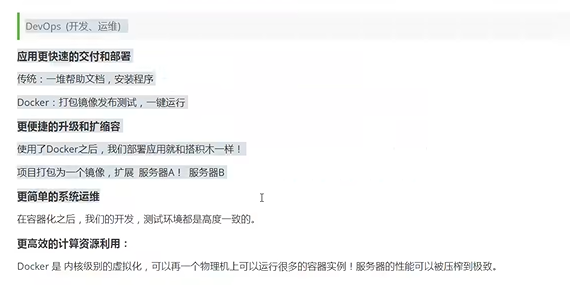 DevOps（开发、运维）
应用更快速的交付和部署
传统：一堆帮助文档，安装程序
Docker：打包镜像发布测试，一键运行
更便捷的升级和扩缩容
使用了Docker之后，我们部署应用就和搭积木一样！
项目打包为一个镜像，扩展 服务器A！ 服务器B
更简单的系统运维
在容器化之后，我们的开发，测试环境都是高度一致的。
更高效的计算资源利用：
Docker 是 内核级别的虚拟化，可以再一个物理机上可以运行很多的容器实例！服务器的性能可以被压榨到极致。